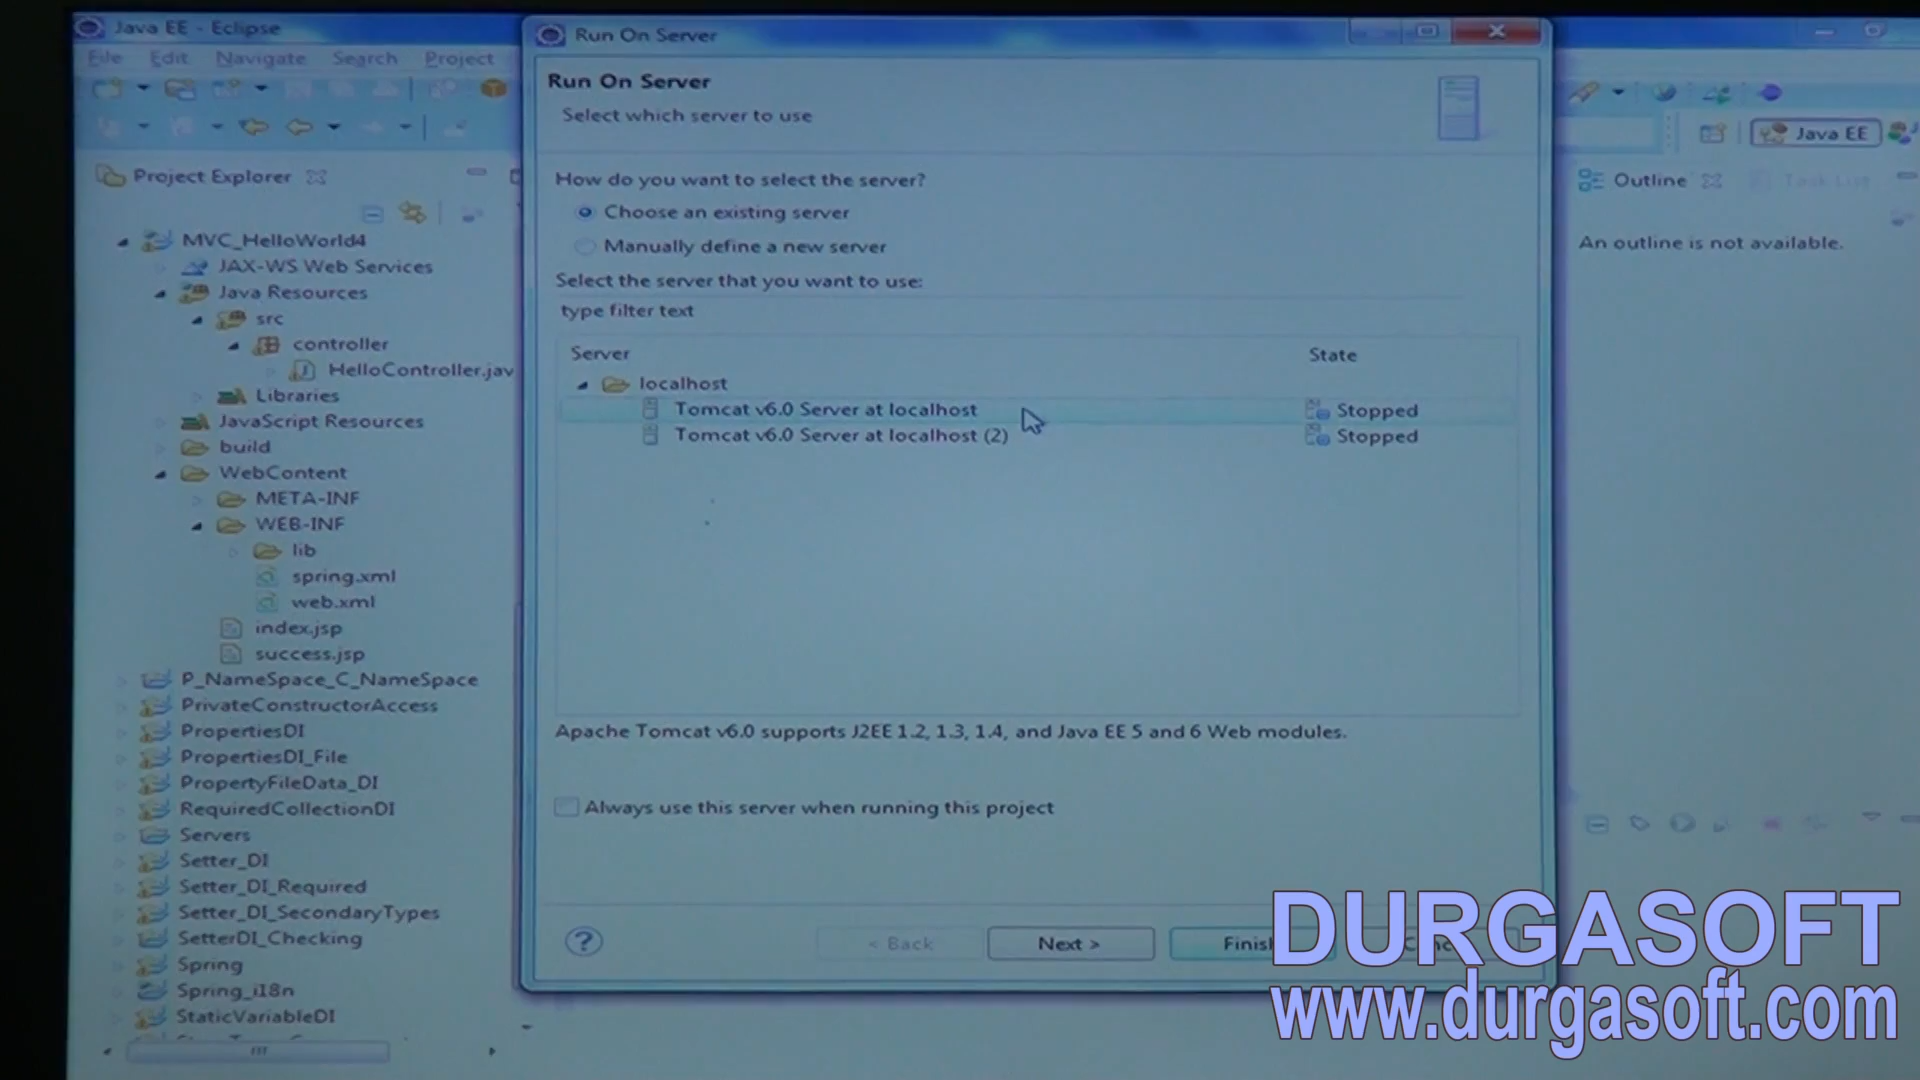 Java EE - Eclipse
File Edit Navigate Search Project
Project Explorer
MVC_HelloWorld4
JAX-WS Web Services
Java Resources
src
controller
HelloController.jav
Libraries
JavaScript Resources
build
WebContent
META-INF
WEB-INF
lib
spring.xml
web.xml
index.jsp
success.jsp
P_NameSpace_C_NameSpace
PrivateConstructorAccess
PropertiesDI
PropertiesDI_File
PropertyFileData_DI
RequiredCollectionDI
Servers
Setter_DI
Setter_DI_Required
Setter_DI_SecondaryTypes
SetterDI_Checking
Spring
Spring_i18n
StaticVariableDI
Run On Server
Run On Server
Select which server to use
How do you want to select the server?
Choose an existing server
Manually define a new server
Select the server that you want to use:
type filter text
Server State
localhost
Tomcat v6.0 Server at localhost Stopped
Tomcat v6.0 Server at localhost (2) Stopped
Apache Tomcat v6.0 supports J2EE 1.2, 1.3, 1.4, and Java EE 5 and 6 Web modules.
Always use this server when running this project
< Back Next >
Java EE
Outline Task List
An outline is not available.
DURGASOFT
www.durgasoft.com